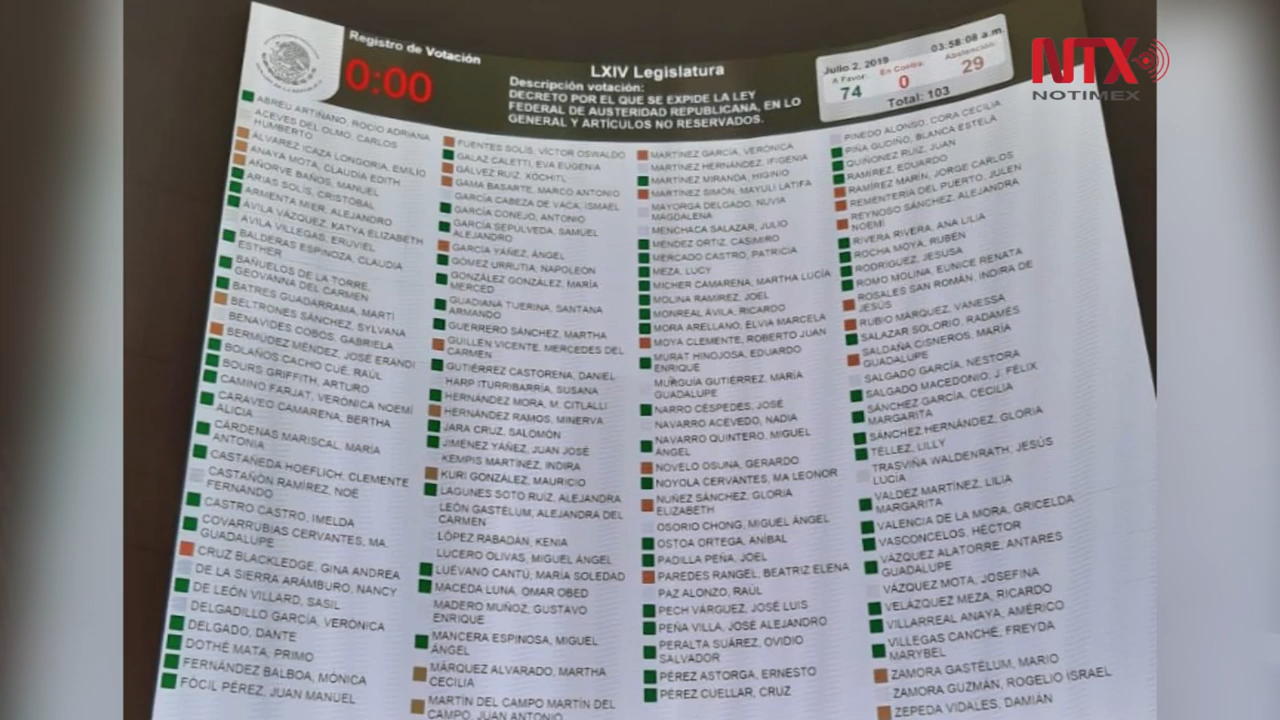 Registro de Votación
0:00
LXIV Legislatura
Descripción votación:
DECRETO POR EL QUE SE EXPIDE LA LEY
FEDERAL DE AUSTERIDAD REPUBLICANA, EN LO
GENERAL Y ARTÍCULOS NO RESERVADOS.
Julio 2, 2019 03:58:08 a.m.
A Favor: En Contra: Abstención:
74 0 29
Total: 103
NTX
NOTIMEX
ABREU ARTIÑANO, ROCÍO ADRIANA
ACEVES DEL OLMO, CARLOS
HUMBERTO
ÁLVAREZ ICAZA LONGORIA, EMILIO
ANAYA MOTA, CLAUDIA EDITH
AÑORVE BAÑOS, MANUEL
ARIAS SOLÍS, CRISTÓBAL
ARMENTA MIER, ALEJANDRO
ÁVILA VÁZQUEZ, KATYA ELIZABETH
ÁVILA VILLEGAS, ERUVIEL
BALDERAS ESPINOZA, CLAUDIA
ESTHER
BAÑUELOS DE LA TORRE,
GEOVANNA DEL CARMEN
BATRES GUADARRAMA, MARTÍ
BELTRONES SÁNCHEZ, SYLVANA
BENAVIDES COBOS, GABRIELA
BERMÚDEZ MÉNDEZ, JOSÉ ERANDI
BOLAÑOS CACHO CUÉ, RAÚL
BOURS GRIFFITH, ARTURO
CAMINO FARJAT, VERÓNICA NOEMÍ
CARAVEO CAMARENA, BERTHA
ALICIA
CÁRDENAS MARISCAL, MARÍA
ANTONIA
CASTAÑEDA HOEFLICH, CLEMENTE
CASTAÑÓN RAMÍREZ, NOÉ
FERNANDO
CASTRO CASTRO, IMELDA
COVARRUBIAS CERVANTES, MA.
GUADALUPE
CRUZ BLACKLEDGE, GINA ANDREA
DE LA SIERRA ARÁMBURO, NANCY
DE LEÓN VILLARD, SASIL
DELGADILLO GARCÍA, VERÓNICA
DELGADO, DANTE
DOTHÉ MATA, PRIMO
FERNÁNDEZ BALBOA, MÓNICA
FÓCIL PÉREZ, JUAN MANUEL
FUENTES SOLÍS, VÍCTOR OSWALDO
GALAZ CALETTI, EVA EUGENIA
GÁLVEZ RUIZ, XÓCHITL
GAMA BASARTE, MARCO ANTONIO
GARCÍA CABEZA DE VACA, ISMAEL
GARCÍA CONEJO, ANTONIO
GARCÍA SEPÚLVEDA, SAMUEL
ALEJANDRO
GARCÍA YÁÑEZ, ÁNGEL
GÓMEZ URRUTIA, NAPOLEÓN
GONZÁLEZ GONZÁLEZ, MARÍA
MERCED
GUADIANA TIJERINA, SANTANA
ARMANDO
GUERRERO SÁNCHEZ, MARTHA
GUILLÉN VICENTE, MERCEDES DEL
CARMEN
GUTIÉRREZ CASTORENA, DANIEL
HARP ITURRIBARRÍA, SUSANA
HERNÁNDEZ MORA, M. CITLALLI
HERNÁNDEZ RAMOS, MINERVA
JARA CRUZ, SALOMÓN
JIMÉNEZ YÁÑEZ, JUAN JOSÉ
KEMPIS MARTÍNEZ, INDIRA
KURI GONZÁLEZ, MAURICIO
LAGUNES SOTO RUÍZ, ALEJANDRA
LEÓN GASTÉLUM, ALEJANDRA DEL
CARMEN
LÓPEZ RABADÁN, KENIA
LUCERO OLIVAS, MIGUEL ÁNGEL
LUÉVANO CANTÚ, MARÍA SOLEDAD
MACEDA LUNA, OMAR OBED
MADERO MUÑOZ, GUSTAVO
ENRIQUE
MANCERA ESPINOSA, MIGUEL
ÁNGEL
MÁRQUEZ ALVARADO, MARTHA
CECILIA
MARTÍN DEL CAMPO MARTÍN DEL
CAMPO, JUAN ANTONIO
MARTÍNEZ GARCÍA, VERÓNICA
MARTÍNEZ HERNÁNDEZ, IFIGENIA
MARTÍNEZ MIRANDA, HIGINIO
MARTÍNEZ SIMÓN, MAYULI LATIFA
MAYORGA DELGADO, NUVIA
MAGDALENA
MENCHACA SALAZAR, JULIO
MÉNDEZ ORTIZ, CASIMIRO
MERCADO CASTRO, PATRICIA
MEZA, LUCY
MICHER CAMARENA, MARTHA LUCÍA
MOLINA RAMÍREZ, JOEL
MONREAL ÁVILA, RICARDO
MORA ARELLANO, ELVIA MARCELA
MOYA CLEMENTE, ROBERTO JUAN
MURAT HINOJOSA, EDUARDO
ENRIQUE
MURGUÍA GUTIÉRREZ, MARÍA
GUADALUPE
NARRO CÉSPEDES, JOSÉ
NAVARRO ACEVEDO, NADIA
NAVARRO QUINTERO, MIGUEL
ÁNGEL
NOVELO OSUNA, GERARDO
NOYOLA CERVANTES, MA LEONOR
NUÑEZ SÁNCHEZ, GLORIA
ELIZABETH
OSORIO CHONG, MIGUEL ÁNGEL
OSTOA ORTEGA, ANÍBAL
PADILLA PEÑA, JOEL
PAREDES RANGEL, BEATRIZ ELENA
PAZ ALONZO, RAÚL
PECH VÁRGUEZ, JOSÉ LUIS
PEÑA VILLA, JOSÉ ALEJANDRO
PERALTA SUÁREZ, OVIDIO
SALVADOR
PÉREZ ASTORGA, ERNESTO
PÉREZ CUELLAR, CRUZ
PINEDO ALONSO, CORA CECILIA
PIÑA GUDIÑO, BLANCA ESTELA
QUIÑONEZ RUIZ, JUAN
RAMÍREZ, EDUARDO
RAMÍREZ MARÍN, JORGE CARLOS
REMENTERÍA DEL PUERTO, JULEN
REYNOSO SÁNCHEZ, ALEJANDRA
NOEMÍ
RIVERA RIVERA, ANA LILIA
ROCHA MOYA, RUBÉN
RODRÍGUEZ, JESUSA
ROMO MOLINA, EUNICE RENATA
ROSALES SAN ROMÁN, INDIRA DE
JESÚS
RUBIO MÁRQUEZ, VANESSA
SALAZAR SOLORIO, RADAMÉS
SALDAÑA CISNEROS, MARÍA
GUADALUPE
SALGADO GARCÍA, NÉSTORA
SALGADO MACEDONIO, J. FÉLIX
SÁNCHEZ GARCÍA, CECILIA
MARGARITA
SÁNCHEZ HERNÁNDEZ, GLORIA
TÉLLEZ, LILLY
TRASVIÑA WALDENRATH, JESÚS
LUCÍA
VALDEZ MARTÍNEZ, LILIA
MARGARITA
VALENCIA DE LA MORA, GRICELDA
VASCONCELOS, HÉCTOR
VÁZQUEZ ALATORRE, ANTARES
GUADALUPE
VÁZQUEZ MOTA, JOSEFINA
VELÁZQUEZ MEZA, RICARDO
VILLARREAL ANAYA, AMÉRICO
VILLEGAS CANCHÉ, FREYDA
MARYBEL
ZAMORA GASTÉLUM, MARIO
ZAMORA GUZMÁN, ROGELIO ISRAEL
ZEPEDA VIDALES, DAMIÁN